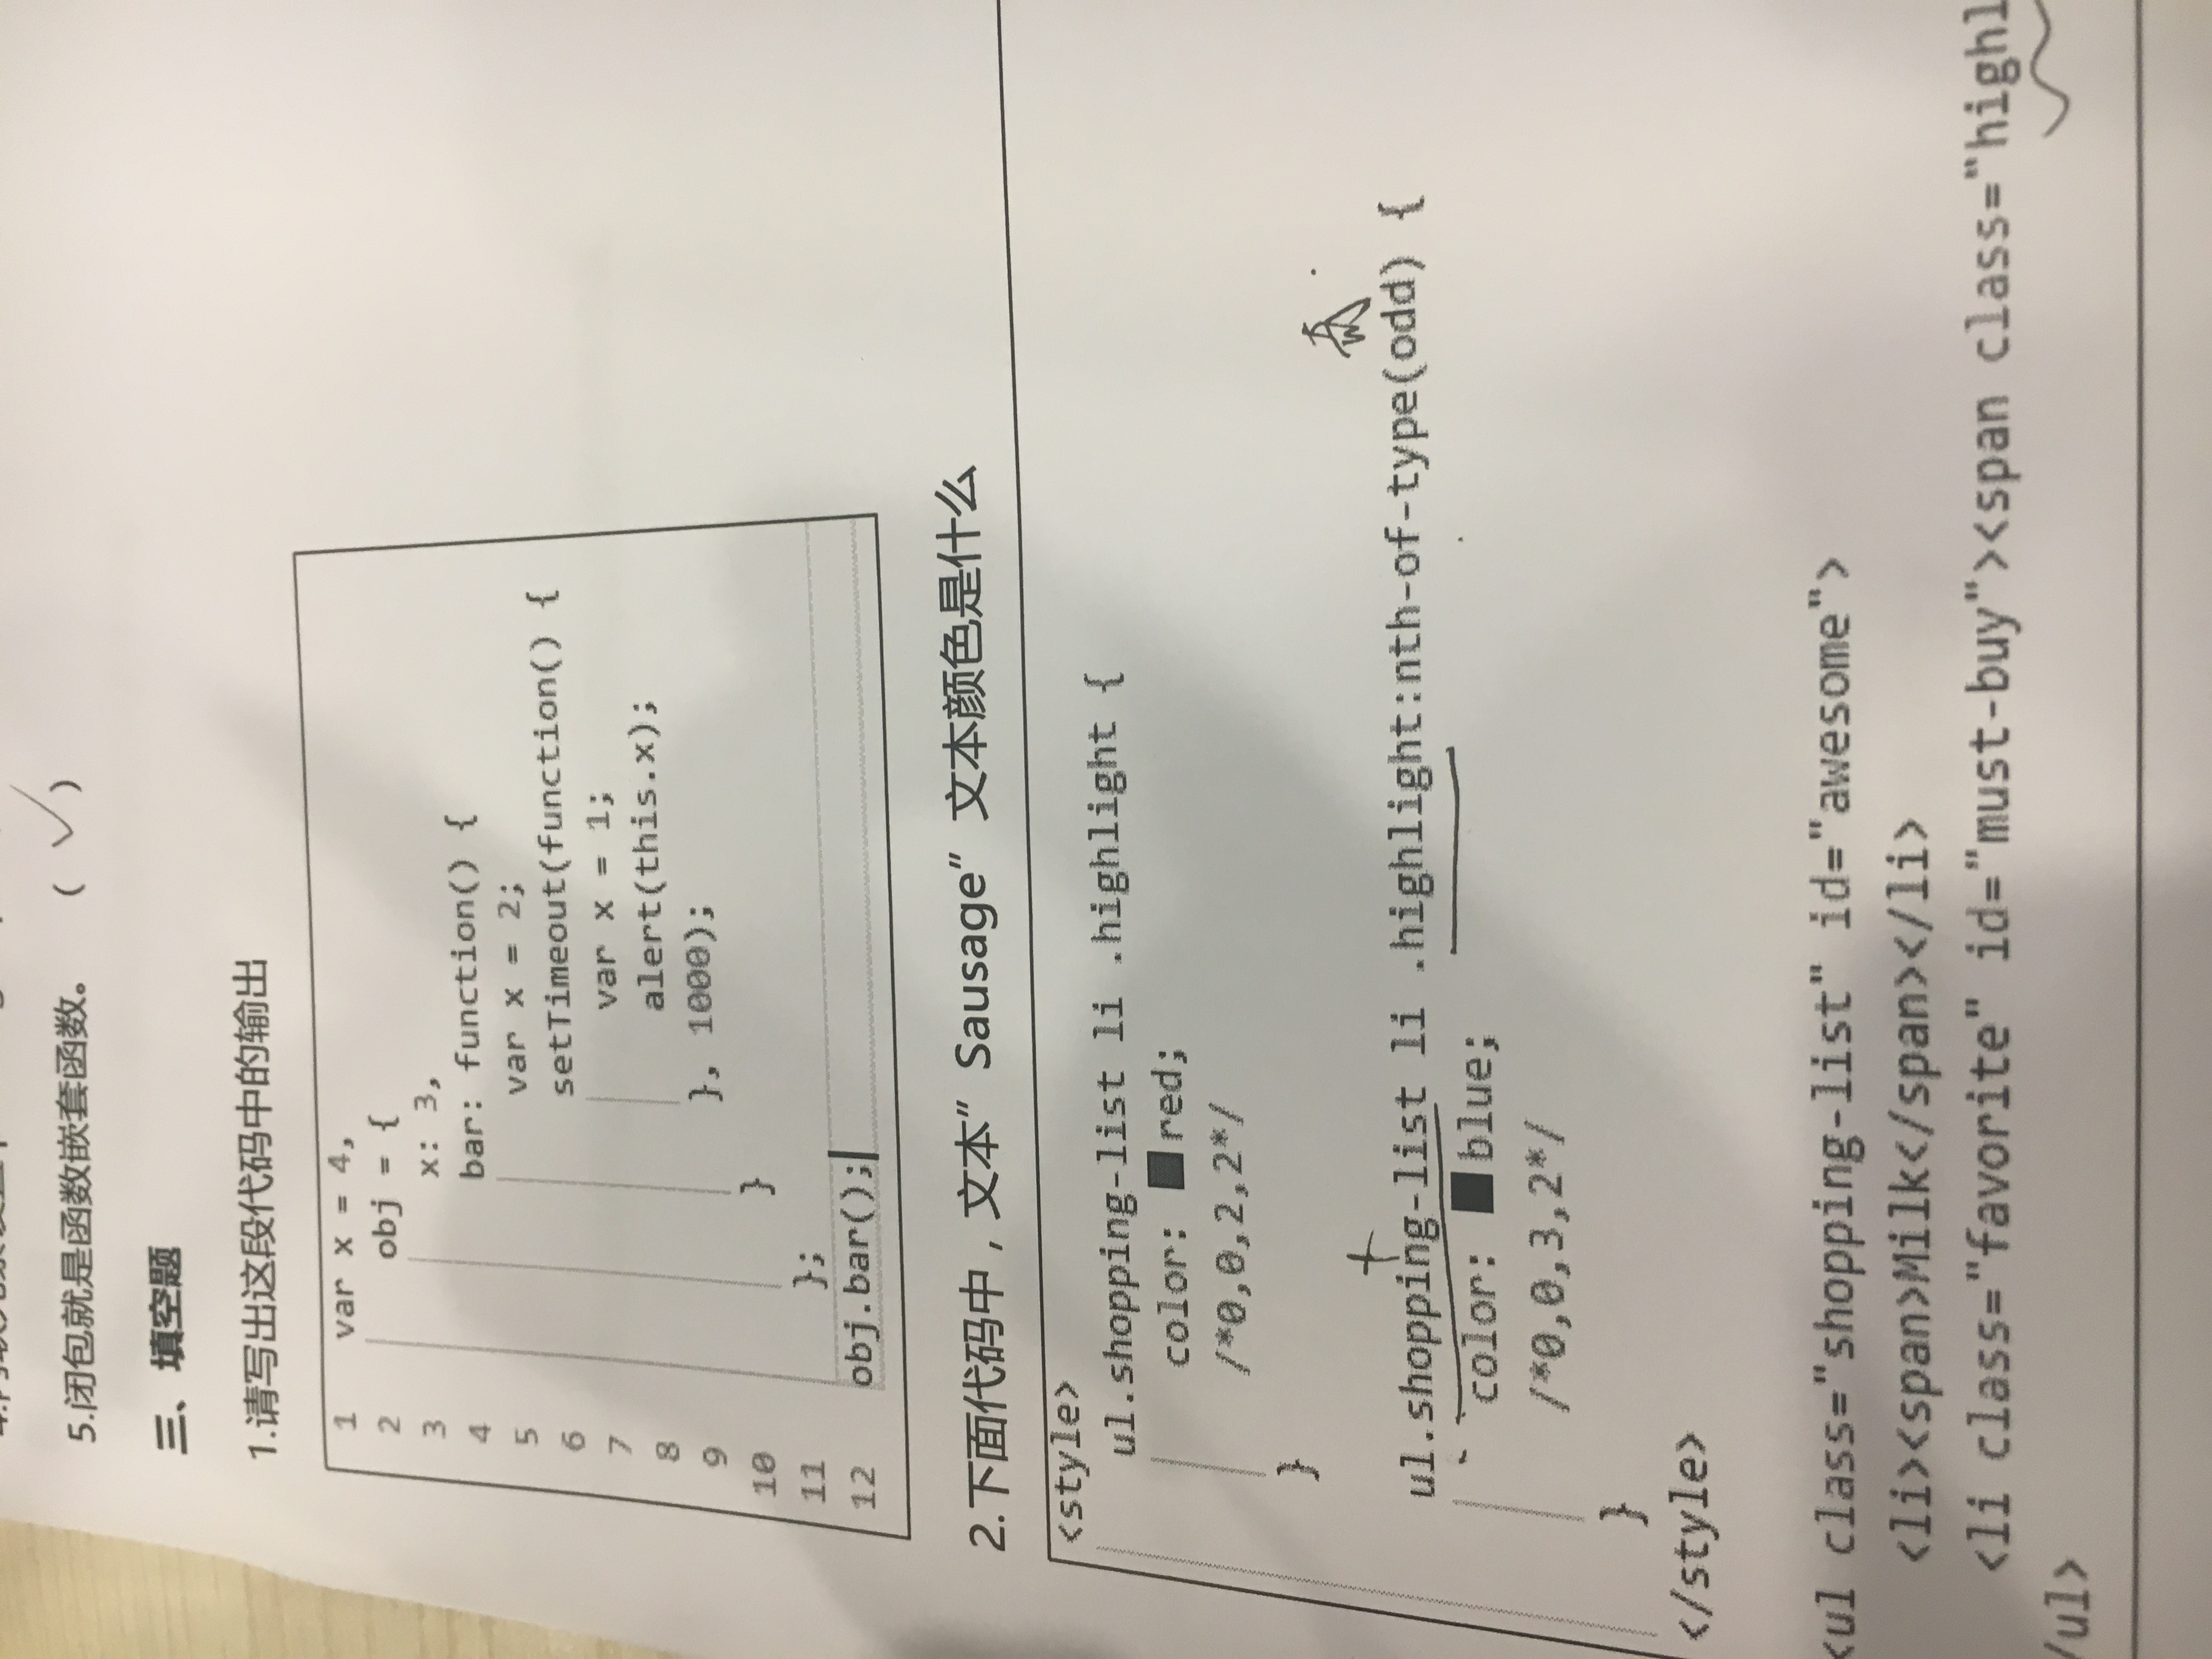 5.闭包就是函数嵌套函数。 ( ✓ )
三、填空题
1.请写出这段代码中的输出
1 var x = 4,
2 obj = {
3 x: 3,
4 bar: function() {
5 var x = 2;
6 setTimeout(function() {
7 var x = 1;
8 alert(this.x);
9 }, 1000);
10 }
11 };
12 obj.bar();
2.下面代码中，文本”Sausage”文本颜色是什么
<style>
ul.shopping-list li .highlight {
color: red;
/*0,0,2,2*/
}
ul.shopping-list li .highlight:nth-of-type(odd) {
color: blue;
/*0,0,3,2*/
}
</style>
<ul class="shopping-list" id="awesome">
<li><span>Milk</span></li>
<li class="favorite" id="must-buy"><span class="highl
/ul>